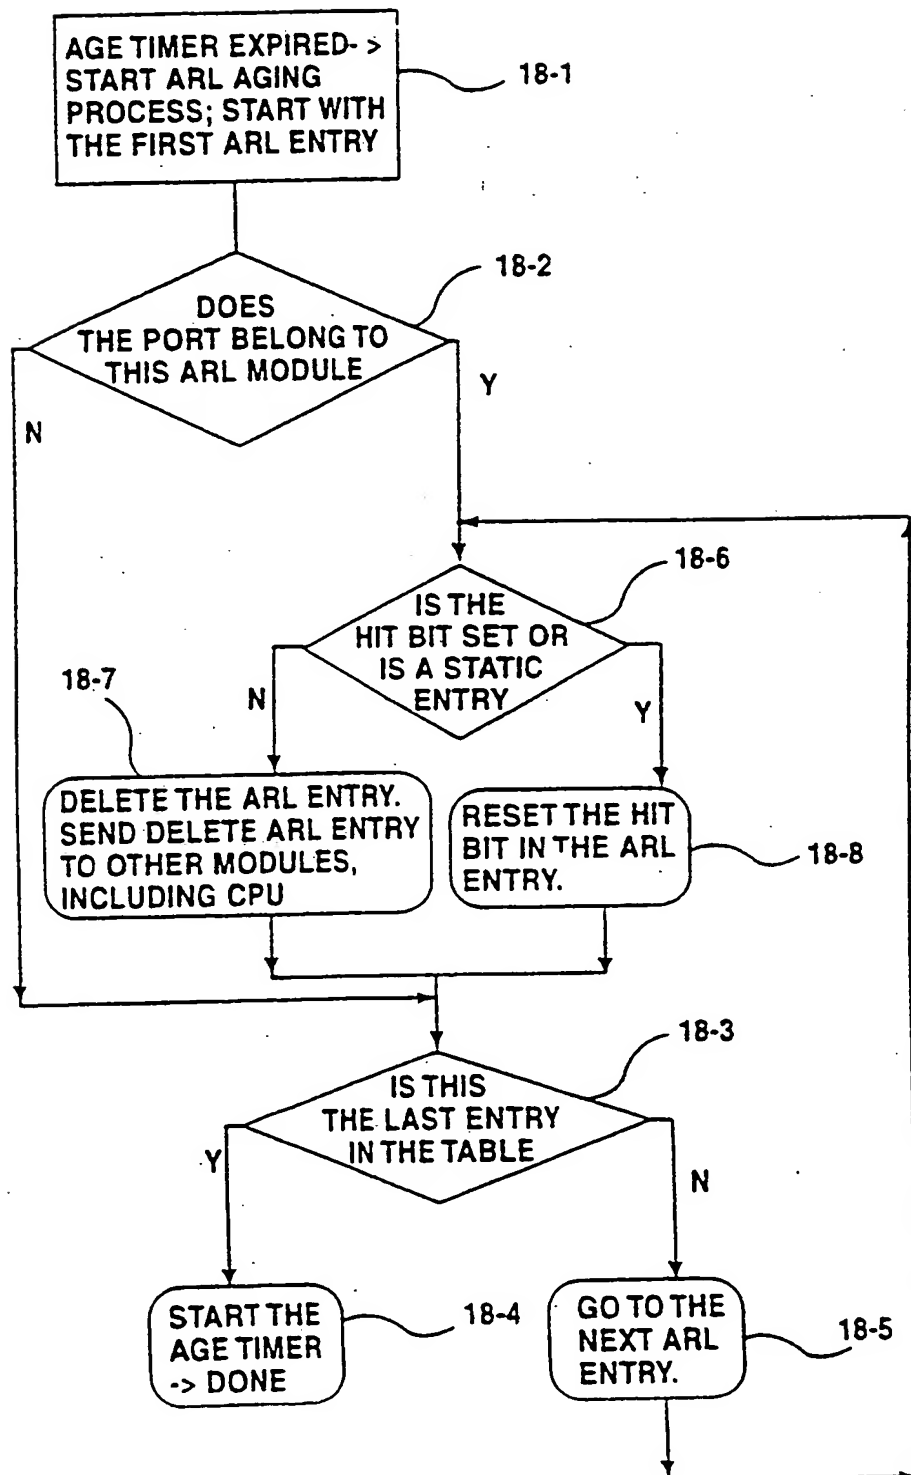 AGE TIMER EXPIRED- >
START ARL AGING
PROCESS; START WITH
THE FIRST ARL ENTRY
18-1
18-2
DOES
THE PORT BELONG TO
THIS ARL MODULE
Y
N
18-6
IS THE
HIT BIT SET OR
IS A STATIC
ENTRY
18-7
N
Y
DELETE THE ARL ENTRY.
SEND DELETE ARL ENTRY
TO OTHER MODULES,
INCLUDING CPU
RESET THE HIT
BIT IN THE ARL
ENTRY.
18-8
18-3
IS THIS
THE LAST ENTRY
IN THE TABLE
Y
N
START THE
AGE TIMER
-> DONE
18-4
GO TO THE
NEXT ARL
ENTRY.
18-5